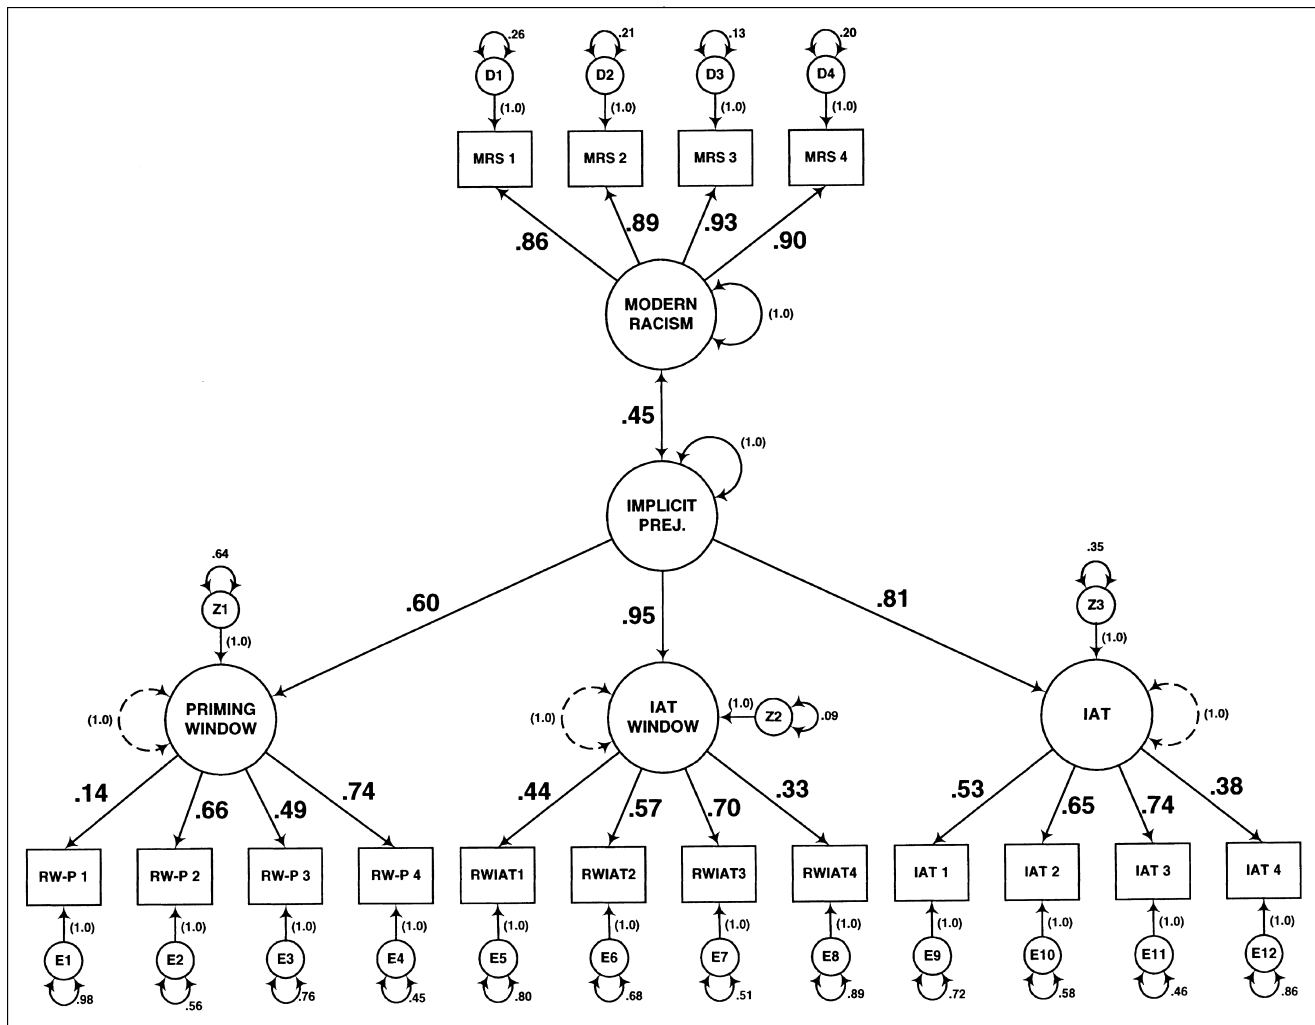 .26 .21 .13 .20
D1 D2 D3 D4
(1.0) (1.0) (1.0) (1.0)
MRS 1 MRS 2 MRS 3 MRS 4
.86 .89 .93 .90
MODERN
RACISM
(1.0)
.45
(1.0)
IMPLICIT
PREJ.
.64 .35
Z1 Z3
.60 .95 .81
(1.0) (1.0)
PRIMING
WINDOW
(1.0)
IAT
WINDOW
(1.0)
(1.0) Z2 .09
IAT
(1.0)
.14 .66 .49 .74 .44 .57 .70 .33 .53 .65 .74 .38
RW-P 1 RW-P 2 RW-P 3 RW-P 4 RWIAT1 RWIAT2 RWIAT3 RWIAT4 IAT 1 IAT 2 IAT 3 IAT 4
(1.0) (1.0) (1.0) (1.0) (1.0) (1.0) (1.0) (1.0) (1.0) (1.0) (1.0) (1.0)
E1 E2 E3 E4 E5 E6 E7 E8 E9 E10 E11 E12
.98 .56 .76 .45 .80 .68 .51 .89 .72 .58 .46 .86